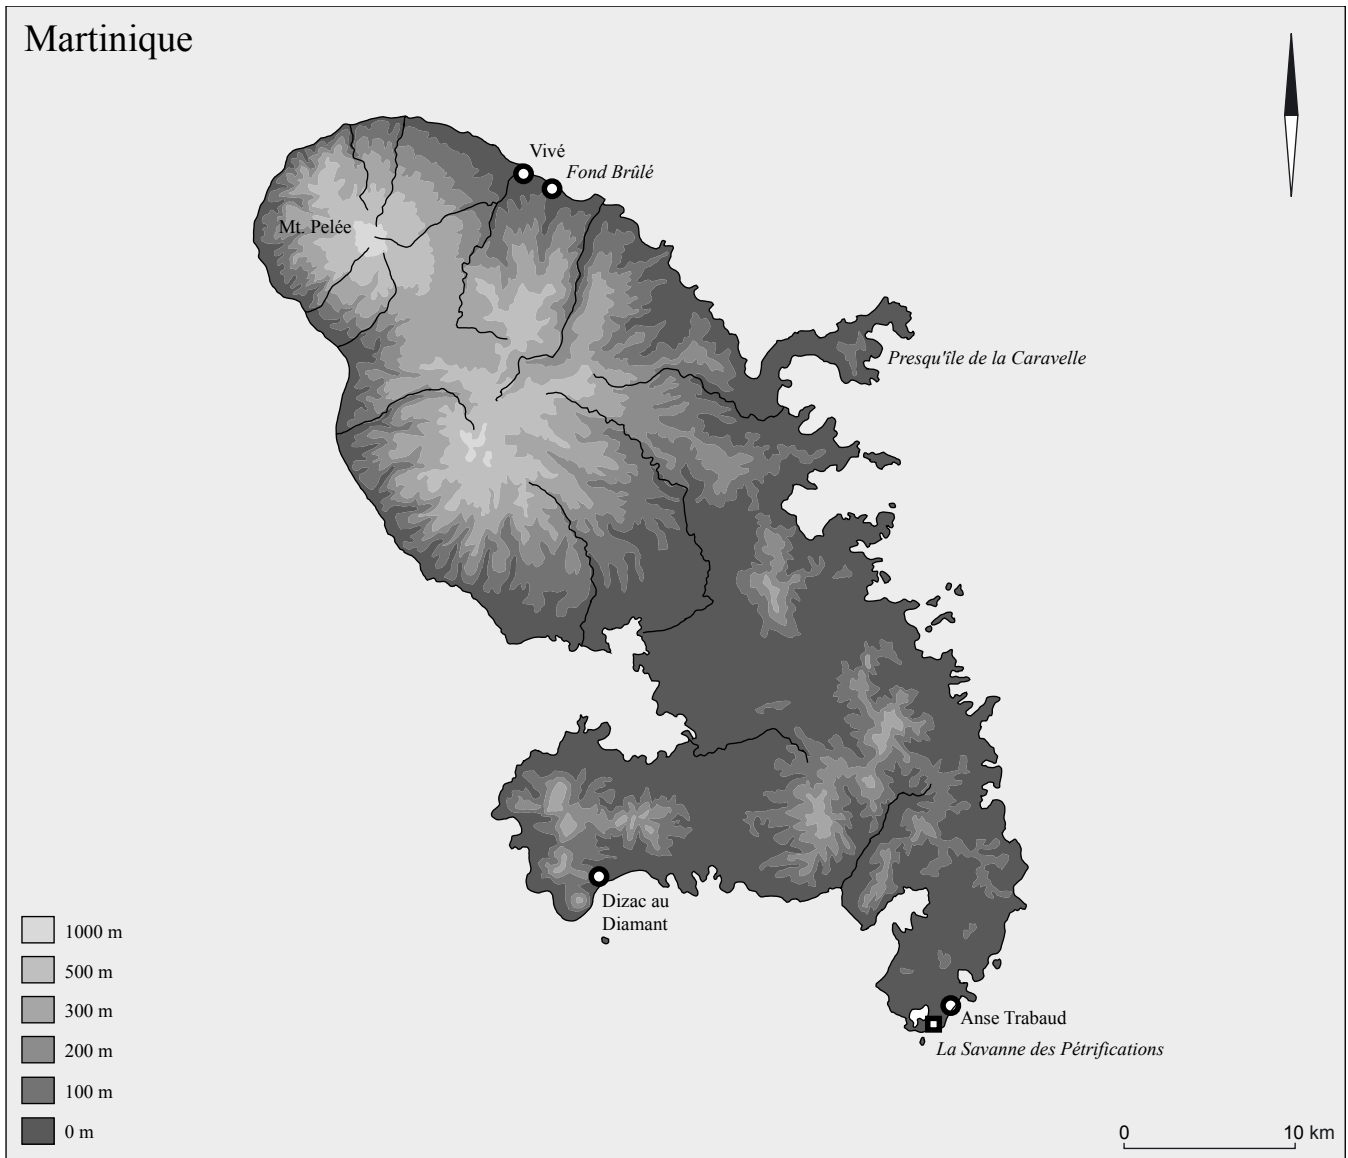 Martinique
Vivé
Fond Brûlé
Mt. Pelée
Presqu'île de la Caravelle
Dizac au
Diamant
Anse Trabaud
La Savanne des Pétrifications
1000 m
500 m
300 m
200 m
100 m
0 m
0 10 km